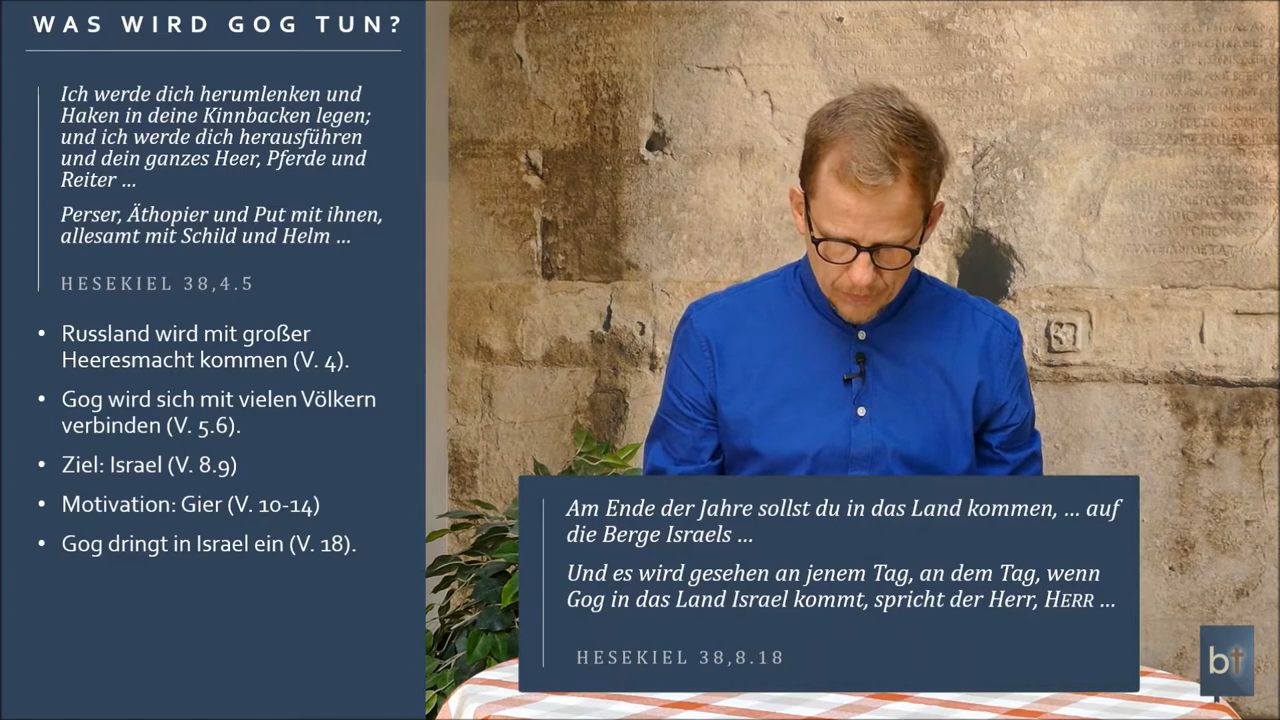 WAS WIRD GOG TUN?
Ich werde dich herumlenken und
Haken in deine Kinnbacken legen;
und ich werde dich herausführen
und dein ganzes Heer, Pferde und
Reiter ...
Perser, Äthopier und Put mit ihnen,
allesamt mit Schild und Helm ...
HESEKIEL 38,4.5
• Russland wird mit großer
Heeresmacht kommen (V. 4).
• Gog wird sich mit vielen Völkern
verbinden (V. 5.6).
• Ziel: Israel (V. 8.9)
• Motivation: Gier (V. 10-14)
• Gog dringt in Israel ein (V. 18).
Am Ende der Jahre sollst du in das Land kommen, ... auf
die Berge Israels ...
Und es wird gesehen an jenem Tag, an dem Tag, wenn
Gog in das Land Israel kommt, spricht der Herr, HERR ...
HESEKIEL 38,8.18
bt